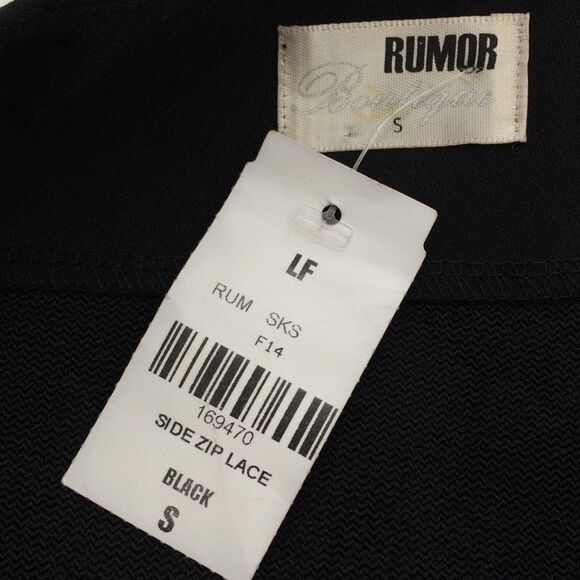 RUMOR
Boutique
S
LF
RUM SKS
F14
169470
SIDE ZIP LACE
BLACK
S